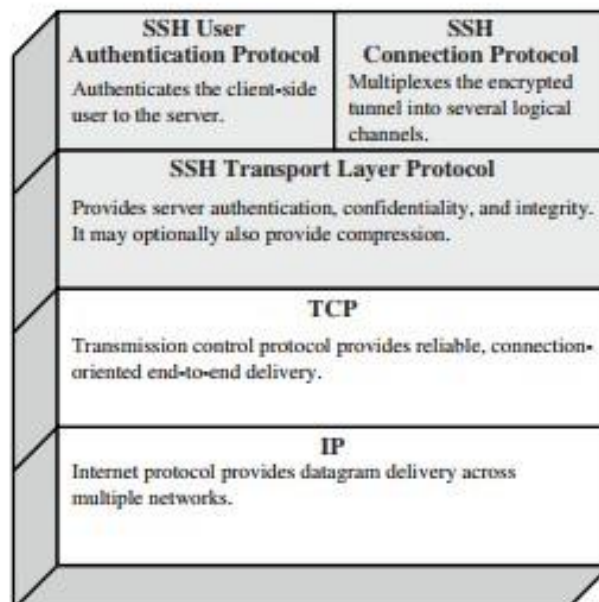 SSH User
Authentication Protocol
Authenticates the client-side
user to the server.
SSH
Connection Protocol
Multiplexes the encrypted
tunnel into several logical
channels.
SSH Transport Layer Protocol
Provides server authentication, confidentiality, and integrity.
It may optionally also provide compression.
TCP
Transmission control protocol provides reliable, connection-
oriented end-to-end delivery.
IP
Internet protocol provides datagram delivery across
multiple networks.